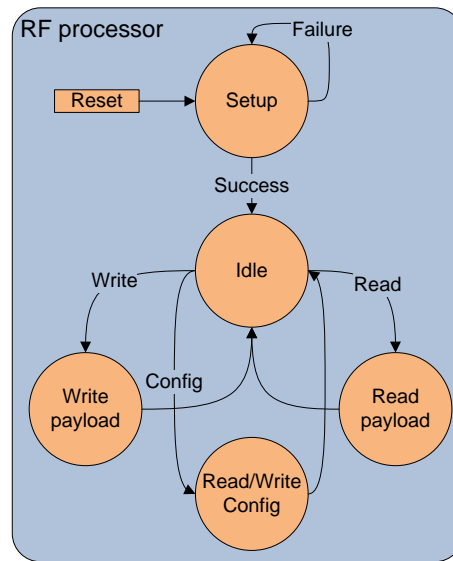 RF processor
Failure
Reset
Setup
Success
Idle
Write
Read
Config
Write
payload
Read
payload
Read/Write
Config